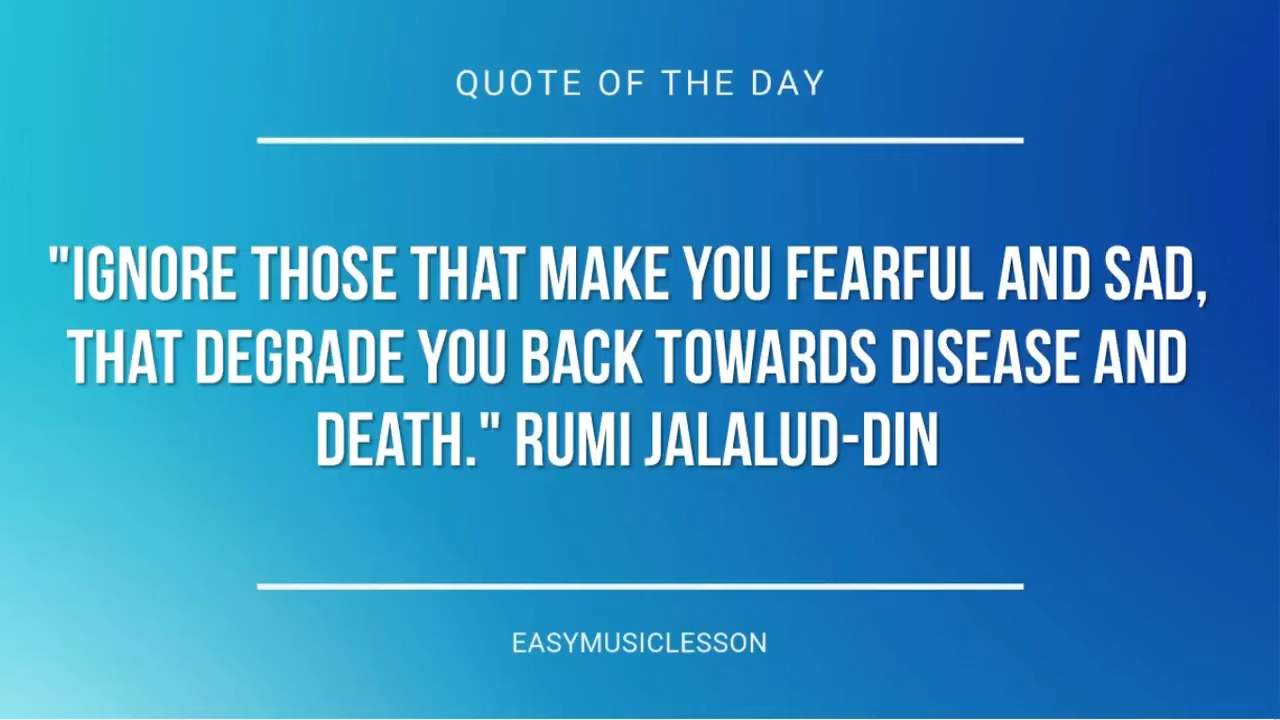 QUOTE OF THE DAY
"IGNORE THOSE THAT MAKE YOU FEARFUL AND SAD,
THAT DEGRADE YOU BACK TOWARDS DISEASE AND
DEATH." RUMI JALALUD-DIN
EASYMUSICLESSON